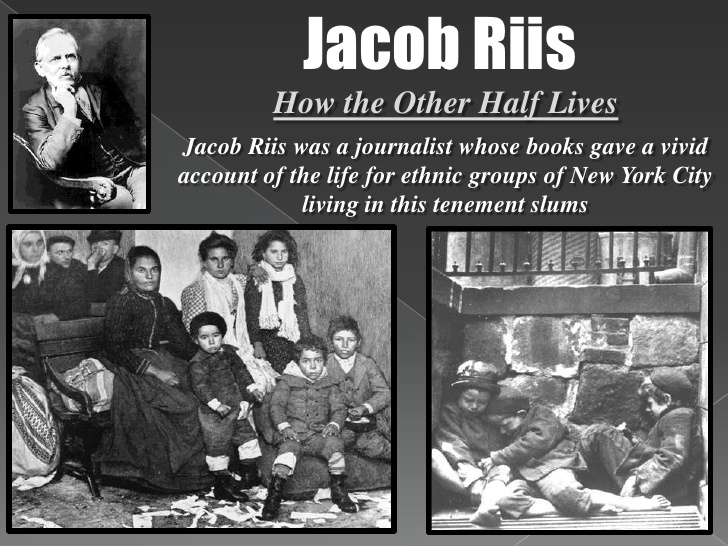 Jacob Riis
How the Other Half Lives
Jacob Riis was a journalist whose books gave a vivid
account of the life for ethnic groups of New York City
living in this tenement slums